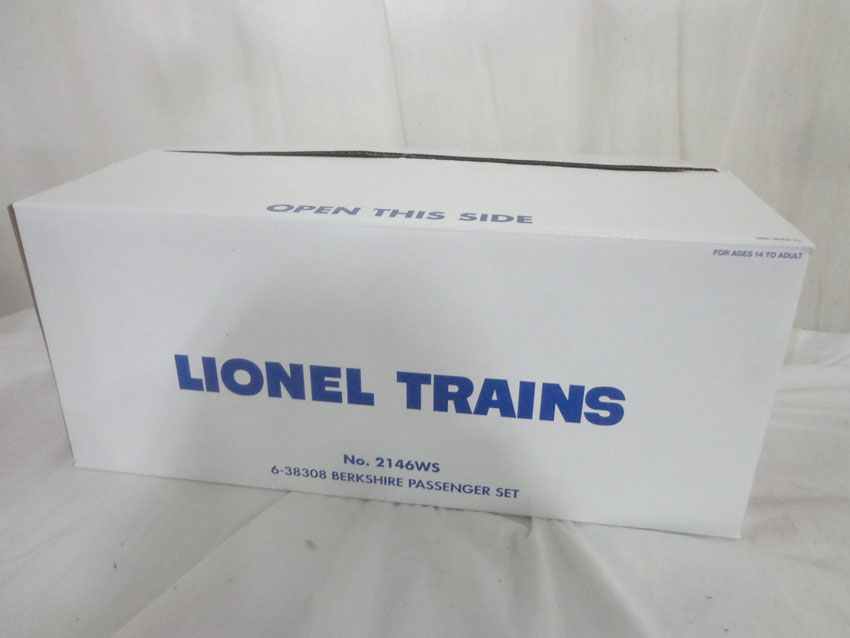 OPEN THIS SIDE
FOR AGES 14 TO ADULT
LIONEL TRAINS
No. 2146WS
6-38308 BERKSHIRE PASSENGER SET